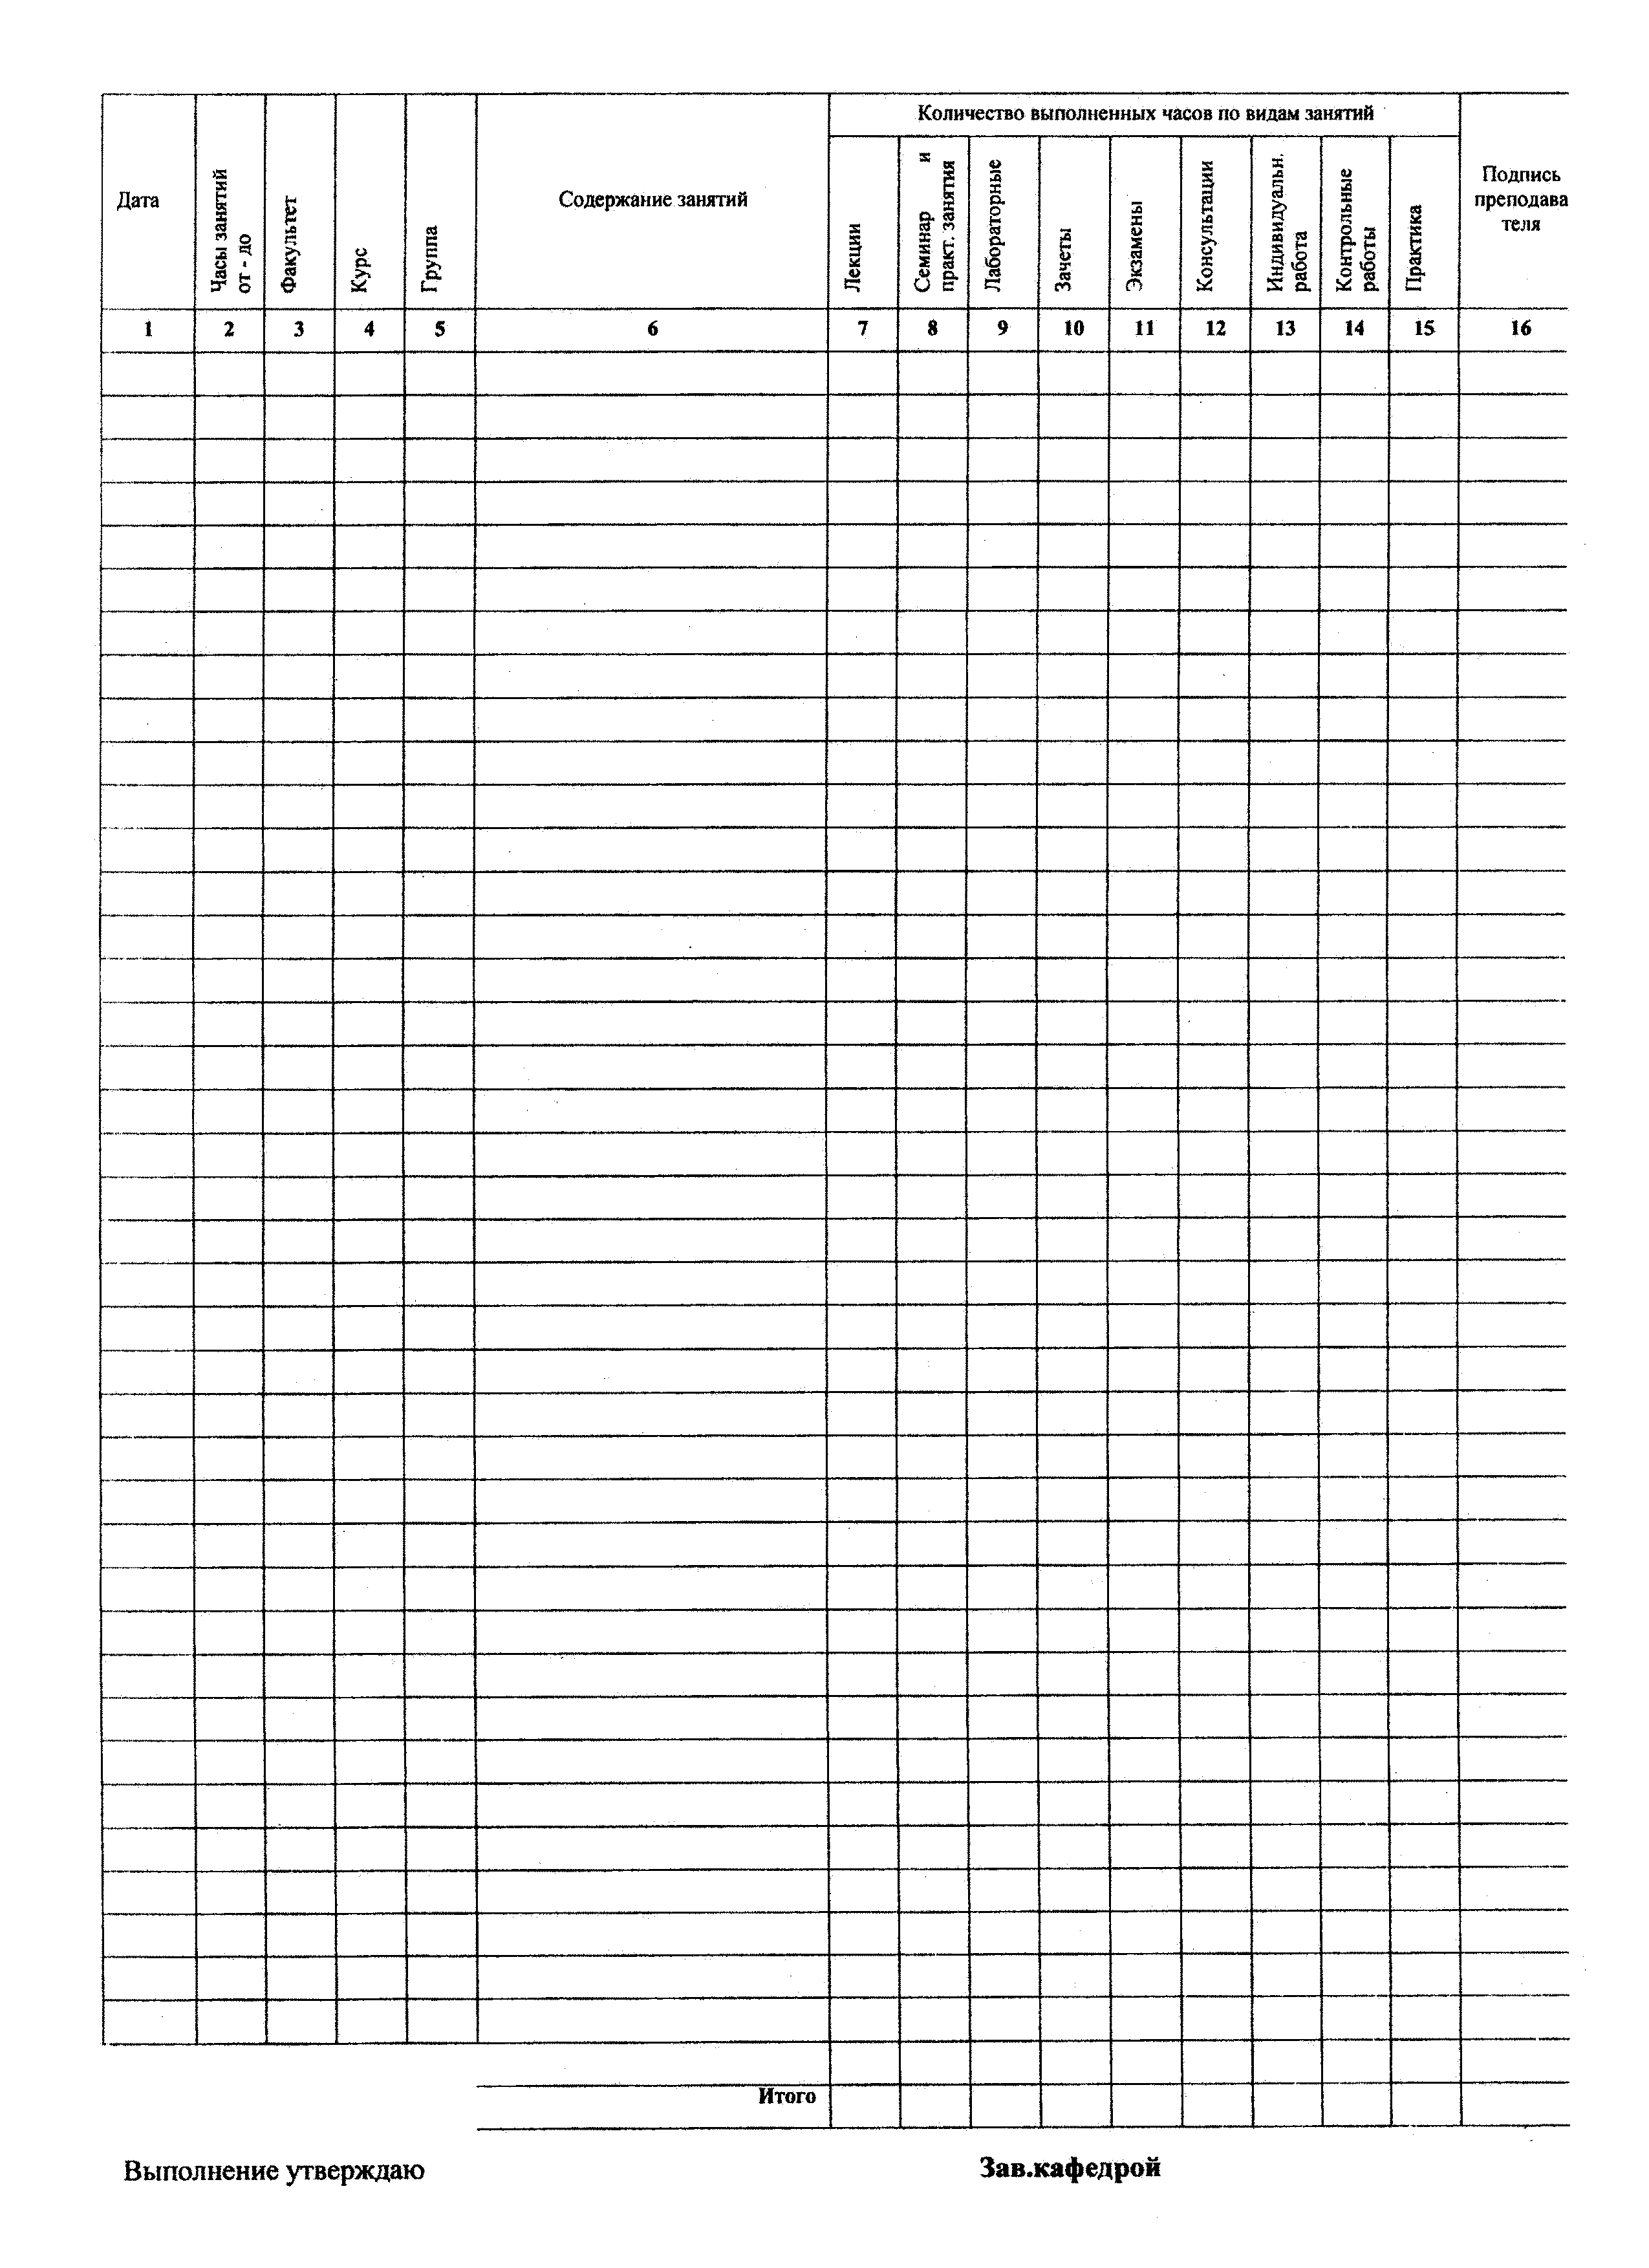 Количество выполненных часов по видам занятий
Дата
Часы занятий
от - до
Факультет
Курс
Группа
Содержание занятий
Лекции
Семинар и
практ. занятия
Лабораторные
Зачеты
Экзамены
Консультации
Индивидуальн.
работа
Контрольные
работы
Практика
Подпись
преподава
теля
1 2 3 4 5 6 7 8 9 10 11 12 13 14 15 16
Итого
Выполнение утверждаю Зав.кафедрой